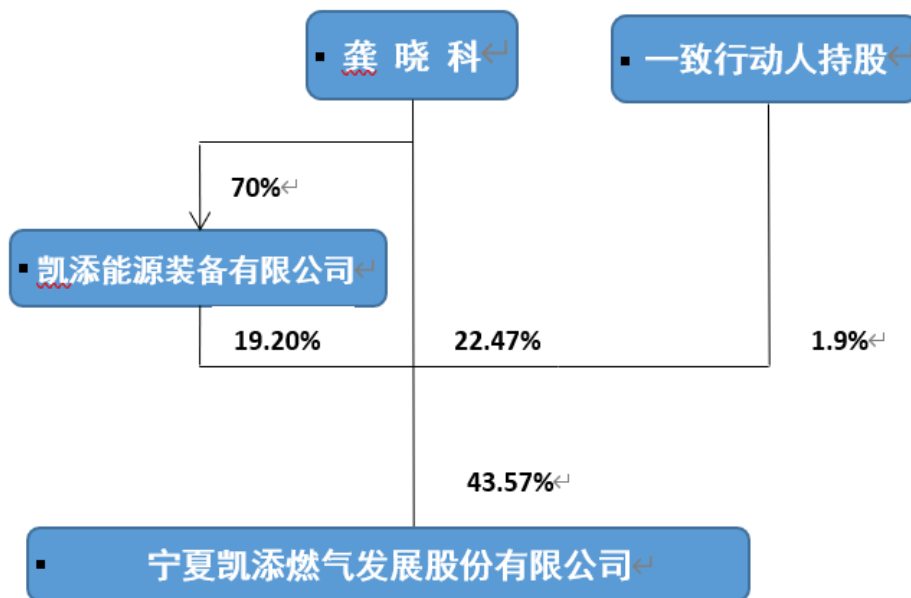 龚 晓 科
一致行动人持股
70%
凯添能源装备有限公司
19.20%
22.47%
1.9%
43.57%
宁夏凯添燃气发展股份有限公司